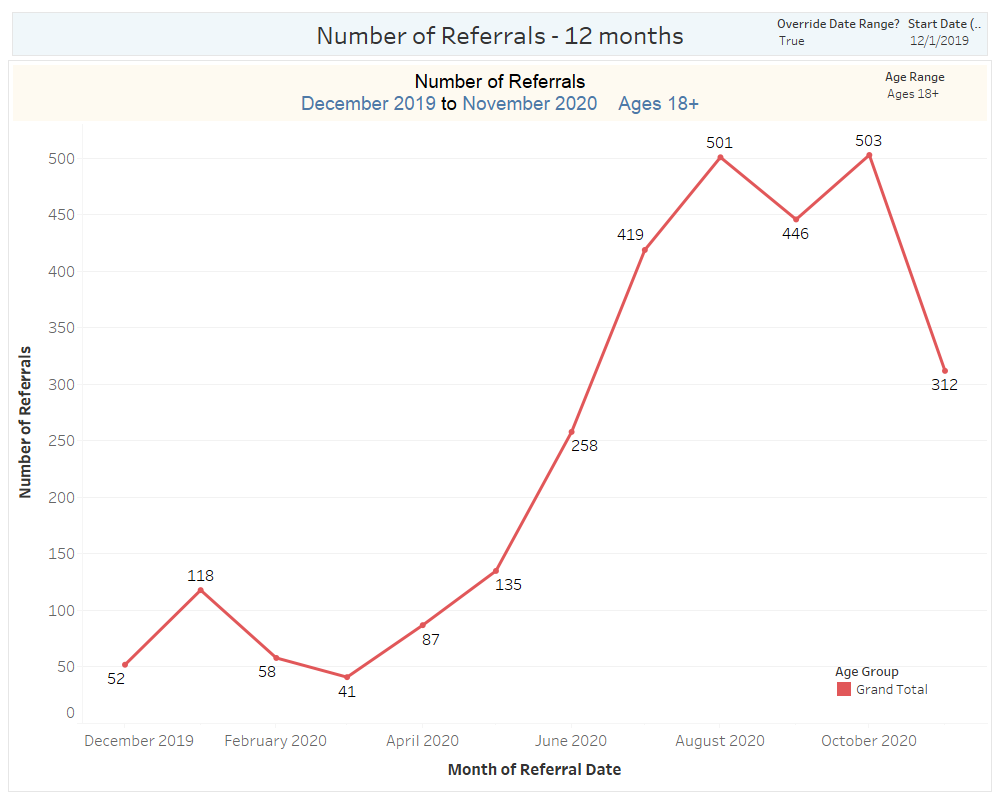 Number of Referrals - 12 months
Override Date Range? Start Date (..
True 12/1/2019
Number of Referrals
December 2019 to November 2020 Ages 18+
Age Range
Ages 18+
Number of Referrals
500
450
400
350
300
250
200
150
100
50
0
52
118
58
41
87
135
258
419
501
446
503
312
Age Group
Grand Total
December 2019 February 2020 April 2020 June 2020 August 2020 October 2020
Month of Referral Date